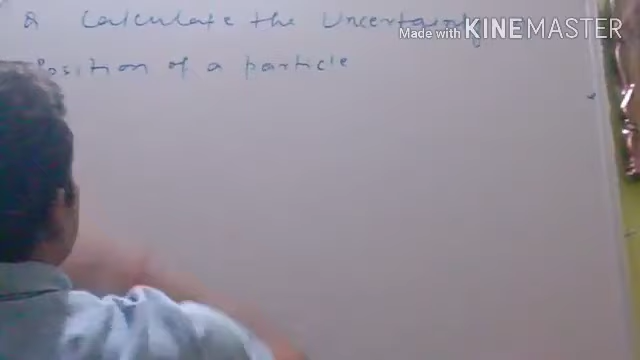 Q Calculate the Uncertainty
Made with KINEMASTER
Position of a particle